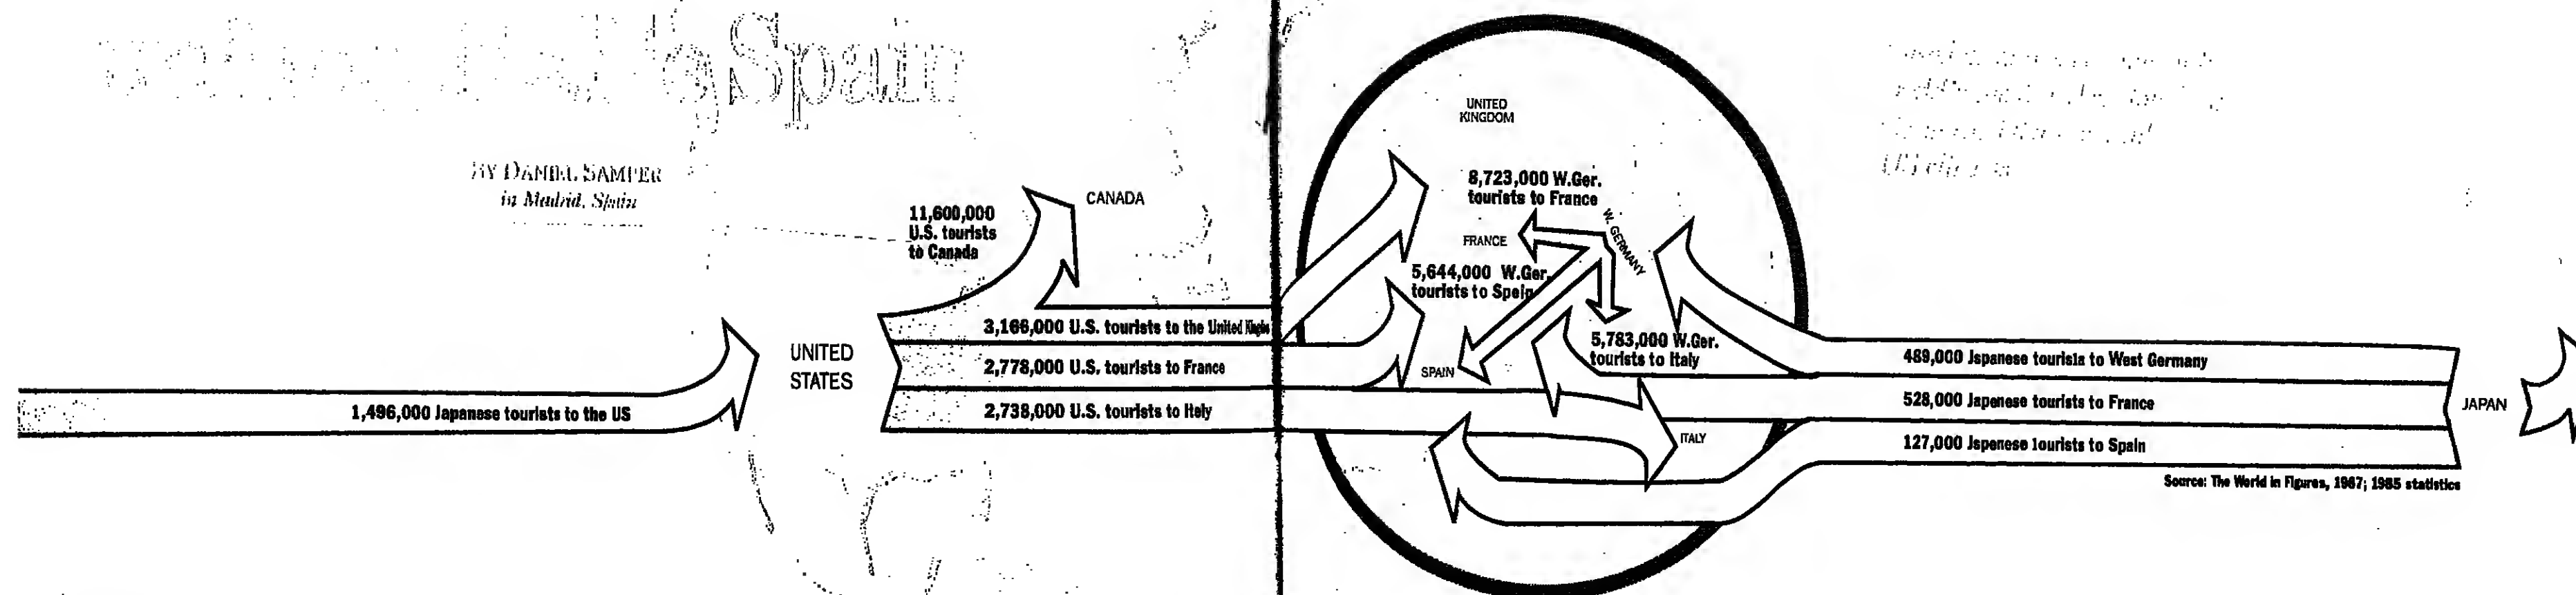 Spain
BY DANIEL SAMPER
in Madrid, Spain
11,600,000
U.S. tourists
to Canada
CANADA
UNITED
STATES
1,496,000 Japanese tourists to the US
3,166,000 U.S. tourists to the United
2,778,000 U.S. tourists to France
2,738,000 U.S. tourists to Italy
UNITED
KINGDOM
8,723,000 W.Ger.
tourists to France
W. GERMANY
FRANCE
5,644,000 W.Ger.
tourists to Spain
5,783,000 W.Ger.
tourists to Italy
SPAIN
ITALY
489,000 Japanese tourists to West Germany
528,000 Japanese tourists to France
127,000 Japanese tourists to Spain
JAPAN
Source: The World in Figures, 1987; 1985 statistics